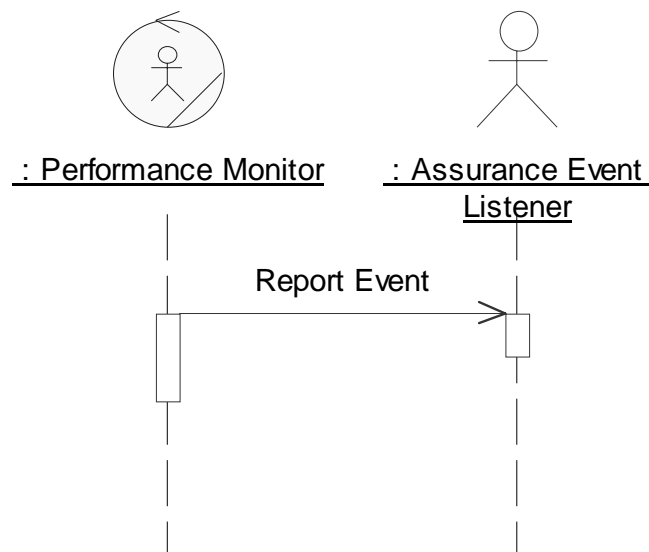 : Performance Monitor
: Assurance Event
Listener
Report Event